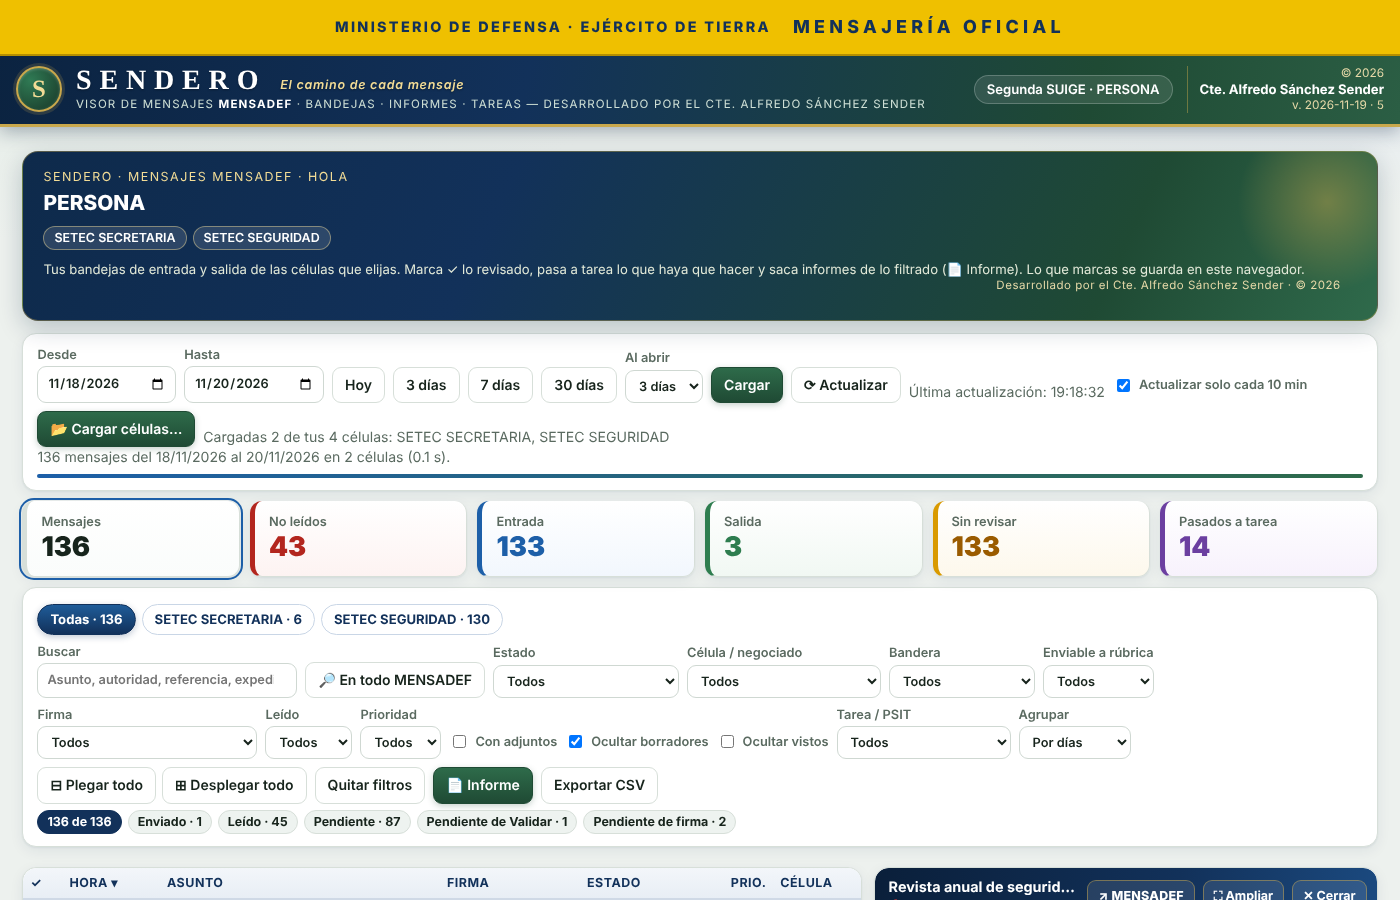 MINISTERIO DE DEFENSA · EJÉRCITO DE TIERRA MENSAJERÍA OFICIAL
S SENDERO El camino de cada mensaje
VISOR DE MENSAJES MENSADEF · BANDEJAS · INFORMES · TAREAS — DESARROLLADO POR EL CTE. ALFREDO SÁNCHEZ SENDER
Segunda SUIGE · PERSONA
© 2026
Cte. Alfredo Sánchez Sender
v. 2026-11-19 · 5
SENDERO · MENSAJES MENSADEF · HOLA
PERSONA
SETEC SECRETARIA SETEC SEGURIDAD
Tus bandejas de entrada y salida de las células que elijas. Marca ✓ lo revisado, pasa a tarea lo que haya que hacer y saca informes de lo filtrado (📄 Informe). Lo que marcas se guarda en este navegador.
Desarrollado por el Cte. Alfredo Sánchez Sender · © 2026
Desde Hasta Al abrir
11/18/2026 11/20/2026 Hoy 3 días 7 días 30 días 3 días Cargar ⟳ Actualizar Última actualización: 19:18:32 Actualizar solo cada 10 min
📂 Cargar células... Cargadas 2 de tus 4 células: SETEC SECRETARIA, SETEC SEGURIDAD
136 mensajes del 18/11/2026 al 20/11/2026 en 2 células (0.1 s).
Mensajes No leídos Entrada Salida Sin revisar Pasados a tarea
136 43 133 3 133 14
Todas · 136 SETEC SECRETARIA · 6 SETEC SEGURIDAD · 130
Buscar Estado Célula / negociado Bandera Enviable a rúbrica
Asunto, autoridad, referencia, exped 🔎 En todo MENSADEF Todos Todos Todos Todos
Firma Leído Prioridad Tarea / PSIT Agrupar
Todos Todos Todos Con adjuntos Ocultar borradores Ocultar vistos Todos Por días
⊟ Plegar todo ⊞ Desplegar todo Quitar filtros 📄 Informe Exportar CSV
136 de 136 Enviado · 1 Leído · 45 Pendiente · 87 Pendiente de Validar · 1 Pendiente de firma · 2
✓ HORA ▾ ASUNTO FIRMA ESTADO PRIO. CÉLULA
Revista anual de segurid... ↗ MENSADEF ⛶ Ampliar ✕ Cerrar